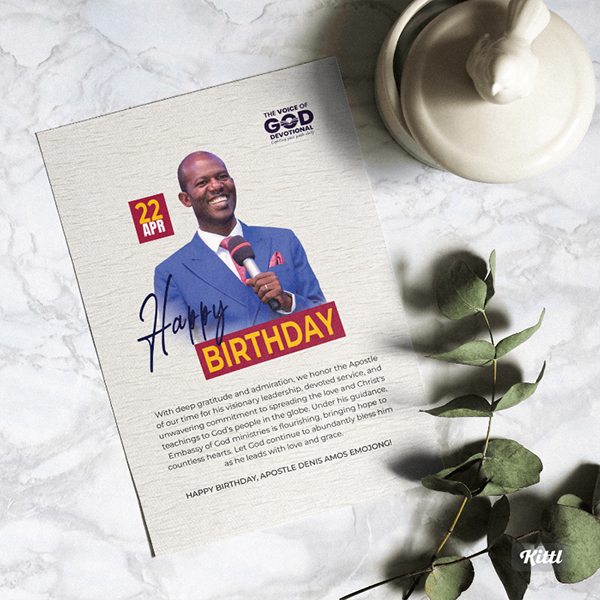 THE VOICE OF
GOD
DEVOTIONAL
22
APR
Happy
BIRTHDAY
With deep gratitude and admiration, we honor the Apostle
of our time for his visionary leadership, devoted service, and
unwavering commitment to spreading the love and Christ's
teachings to God's people in the globe. Under his guidance,
Embassy of God ministries is flourishing, bringing hope to
countless hearts. Let God continue to abundantly bless him
as he leads with love and grace.
HAPPY BIRTHDAY, APOSTLE DENIS AMOS EMOJONG!
Kittl